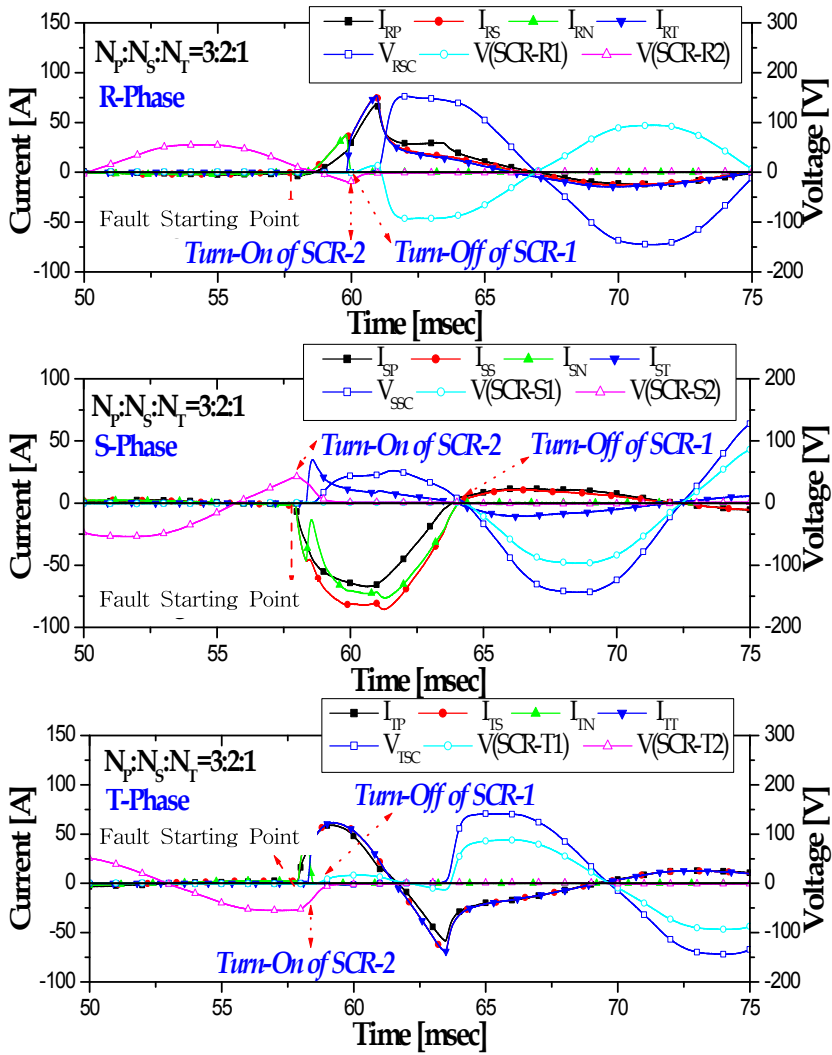 I_RP I_RS I_RN I_RT
V_RSC V(SCR-R1) V(SCR-R2)
N_P:N_S:N_T=3:2:1
R-Phase
Fault Starting Point
Turn-On of SCR-2
Turn-Off of SCR-1
Current [A]
150
100
75
50
25
0
-50
-100
Voltage [V]
300
200
150
100
50
0
-100
-200
50 55 60 65 70 75
Time [msec]
I_SP I_SS I_SN I_ST
V_SSC V(SCR-S1) V(SCR-S2)
N_P:N_S:N_T=3:2:1
S-Phase
Turn-On of SCR-2
Turn-Off of SCR-1
Fault Starting Point
Current [A]
100
50
0
-50
-100
Voltage [V]
200
100
0
-100
-200
50 55 60 65 70 75
Time [msec]
I_TP I_TS I_TN I_TT
V_TSC V(SCR-T1) V(SCR-T2)
N_P:N_S:N_T=3:2:1
T-Phase
Turn-Off of SCR-1
Fault Starting Point
Turn-On of SCR-2
Current [A]
150
100
50
0
-50
-100
Voltage [V]
300
200
100
0
-100
-200
50 55 60 65 70 75
Time [msec]